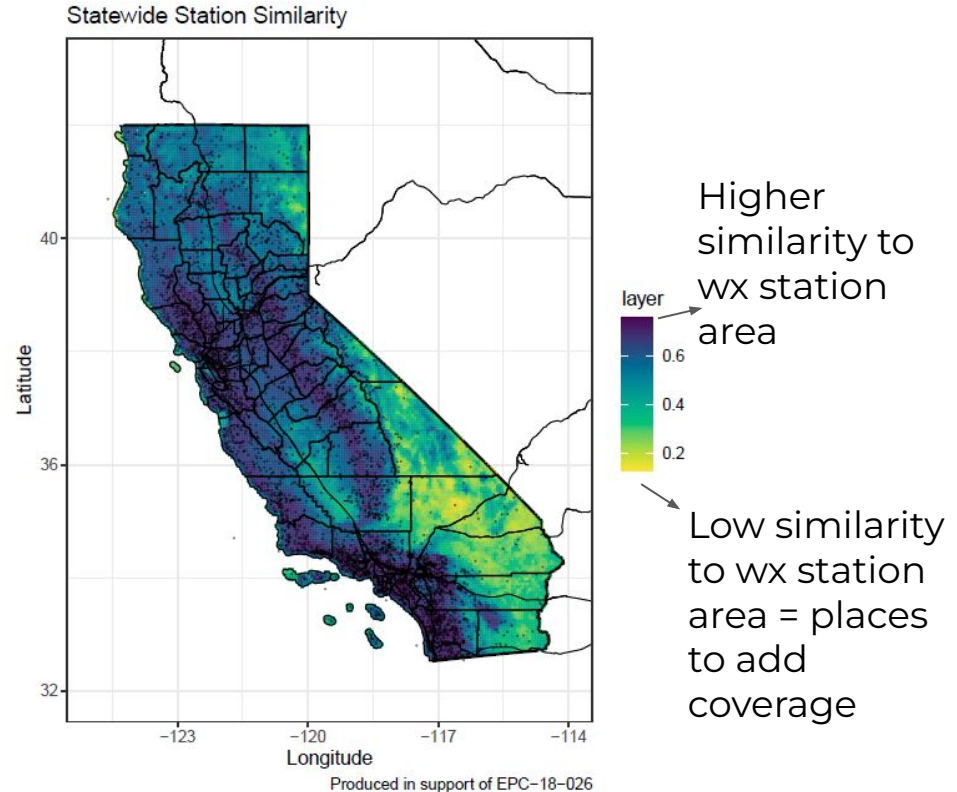 Statewide Station Similarity
40
36
32
Latitude
−123
−120
−117
−114
Longitude
Produced in support of EPC−18−026
layer
0.6
0.4
0.2
Higher
similarity to
wx station
area
Low similarity
to wx station
area = places
to add
coverage